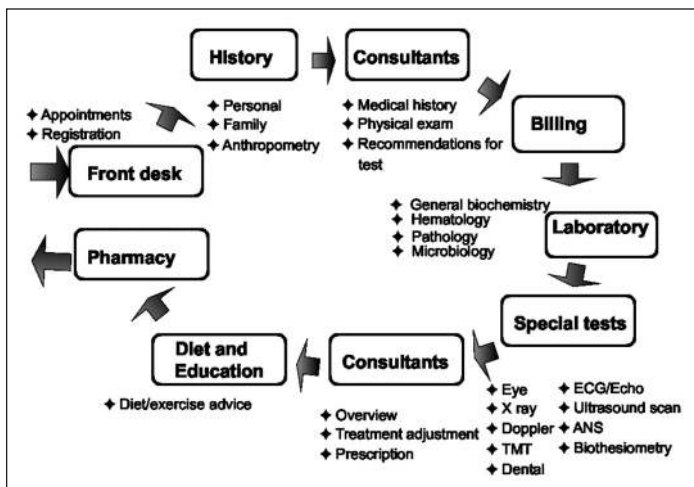 History
Consultants
✦ Appointments
✦ Registration
✦ Personal
✦ Family
✦ Anthropometry
✦ Medical history
✦ Physical exam
✦ Recommendations for
test
Billing
Front desk
✦ General biochemistry
✦ Hematology
✦ Pathology
✦ Microbiology
Laboratory
Pharmacy
Special tests
Diet and
Education
Consultants
✦ Diet/exercise advice
✦ Overview
✦ Treatment adjustment
✦ Prescription
✦ Eye
✦ X ray
✦ Doppler
✦ TMT
✦ Dental
✦ ECG/Echo
✦ Ultrasound scan
✦ ANS
✦ Biothesiometry